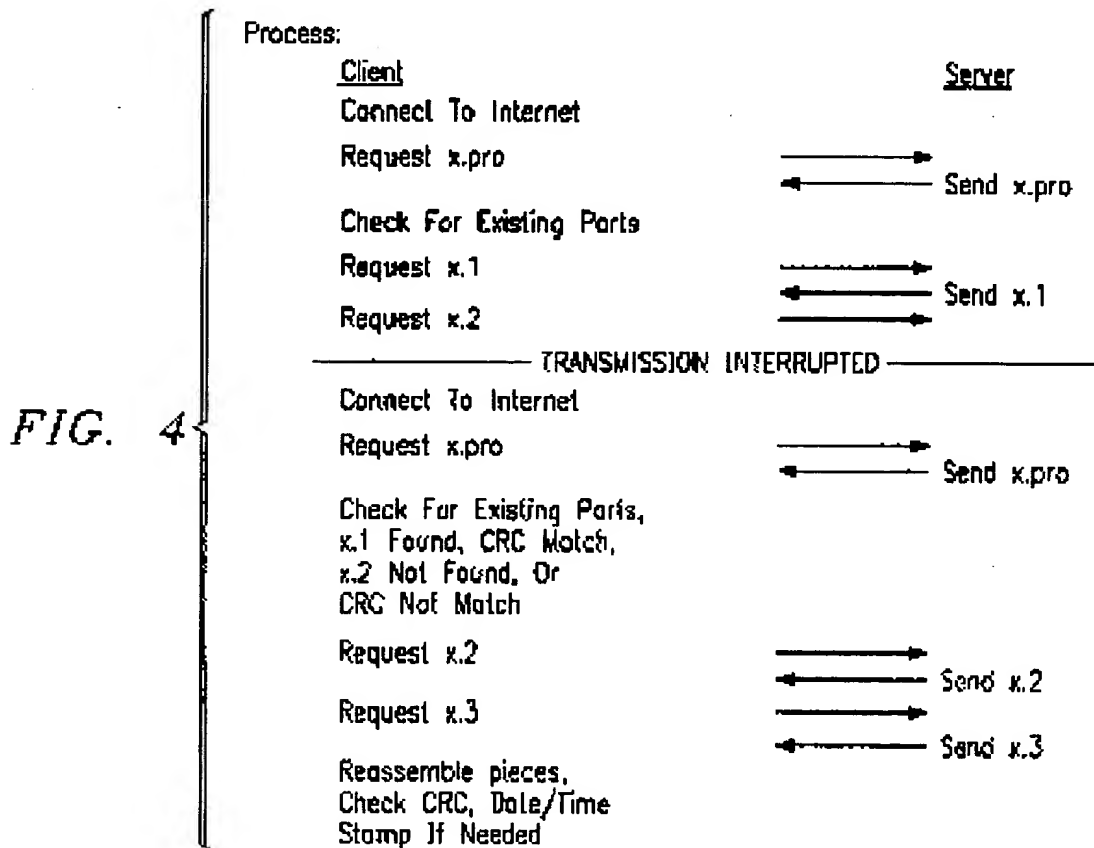 Process:
Client Server
Connect To Internet
Request x.pro
Send x.pro
Check For Existing Parts
Request x.1
Send x.1
Request x.2
TRANSMISSION INTERRUPTED
Connect To Internet
FIG. 4
Request x.pro
Send x.pro
Check For Existing Parts,
x.1 Found, CRC Match,
x.2 Not Found, Or
CRC Not Match
Request x.2
Send x.2
Request x.3
Send x.3
Reassemble pieces,
Check CRC, Date/Time
Stamp If Needed